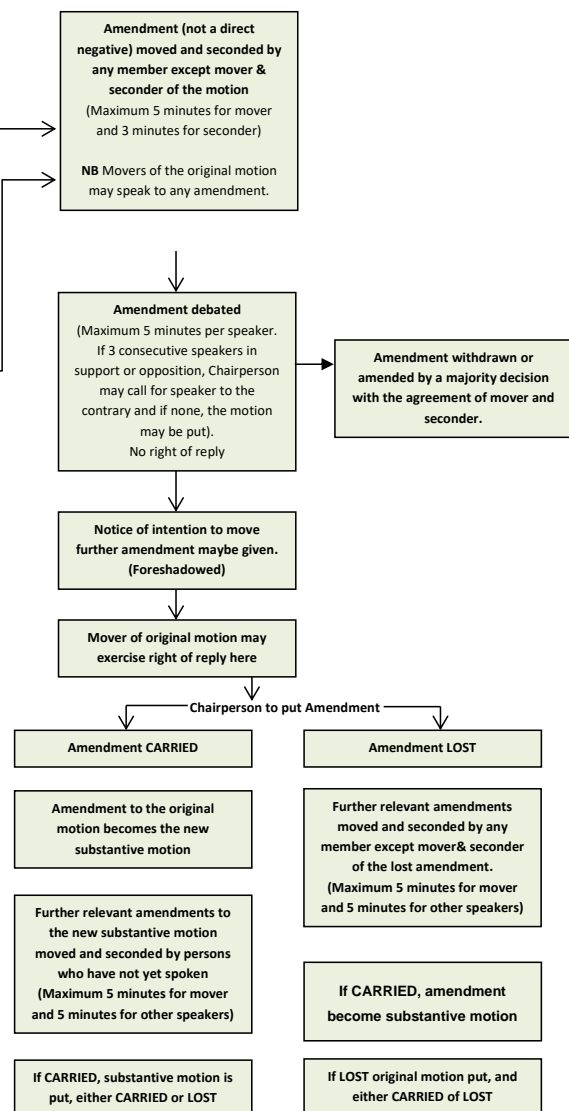 Amendment (not a direct
negative) moved and seconded by
any member except mover &
seconder of the motion
(Maximum 5 minutes for mover
and 3 minutes for seconder)
NB Movers of the original motion
may speak to any amendment.
Amendment debated
(Maximum 5 minutes per speaker.
If 3 consecutive speakers in
support or opposition, Chairperson
may call for speaker to the
contrary and if none, the motion
may be put).
No right of reply
Amendment withdrawn or
amended by a majority decision
with the agreement of mover and
seconder.
Notice of intention to move
further amendment maybe given.
(Foreshadowed)
Mover of original motion may
exercise right of reply here
Chairperson to put Amendment
Amendment CARRIED
Amendment to the original
motion becomes the new
substantive motion
Further relevant amendments to
the new substantive motion
moved and seconded by persons
who have not yet spoken
(Maximum 5 minutes for mover
and 5 minutes for other speakers)
If CARRIED, substantive motion is
put, either CARRIED or LOST
Amendment LOST
Further relevant amendments
moved and seconded by any
member except mover& seconder
of the lost amendment.
(Maximum 5 minutes for mover
and 5 minutes for other speakers)
If CARRIED, amendment
become substantive motion
If LOST original motion put, and
either CARRIED of LOST